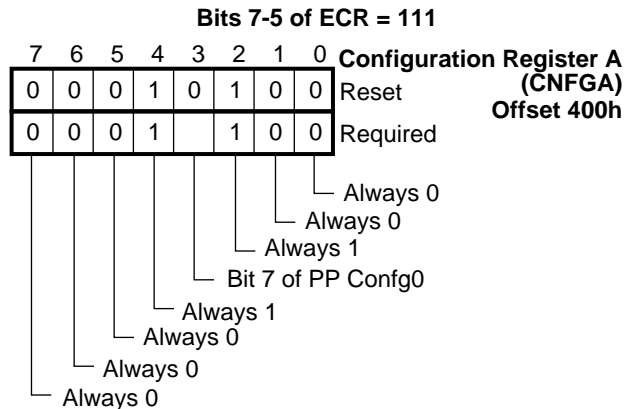 Bits 7-5 of ECR = 111
7 6 5 4 3 2 1 0 Configuration Register A
(CNFGA)
Offset 400h
0 0 0 1 0 1 0 0 Reset
0 0 0 1 1 0 0 Required
Always 0
Always 0
Always 1
Bit 7 of PP Confg0
Always 1
Always 0
Always 0
Always 0